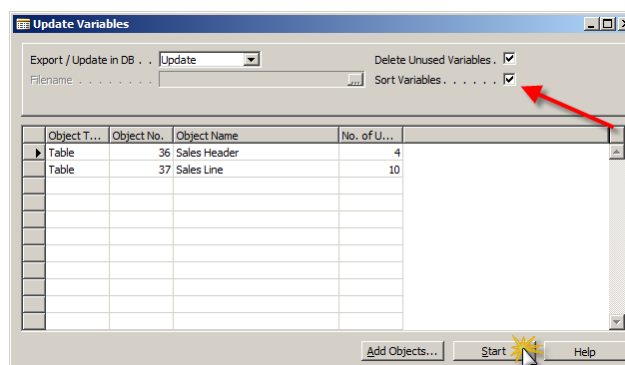 Update Variables
Export / Update in DB . . Update Delete Unused Variables .
Filename . . . . . . . . Sort Variables . . . . . .
Object T... Object No. Object Name No. of U...
Table 36 Sales Header 4
Table 37 Sales Line 10
Add Objects... Start Help